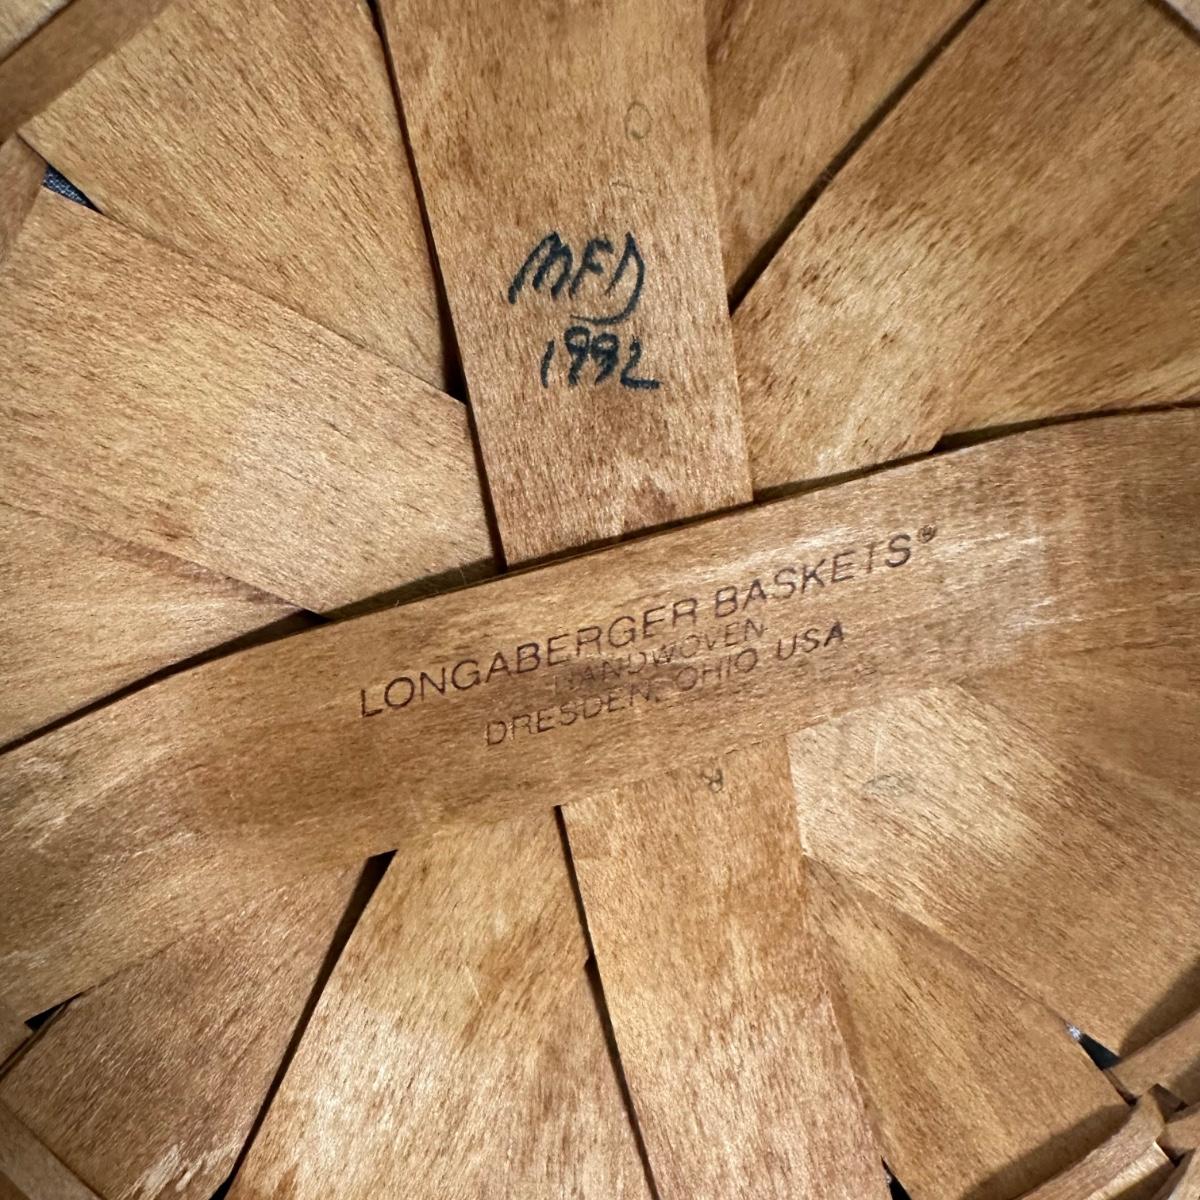 MFD
1992
LONGABERGER BASKETS®
HANDWOVEN
DRESDEN, OHIO USA